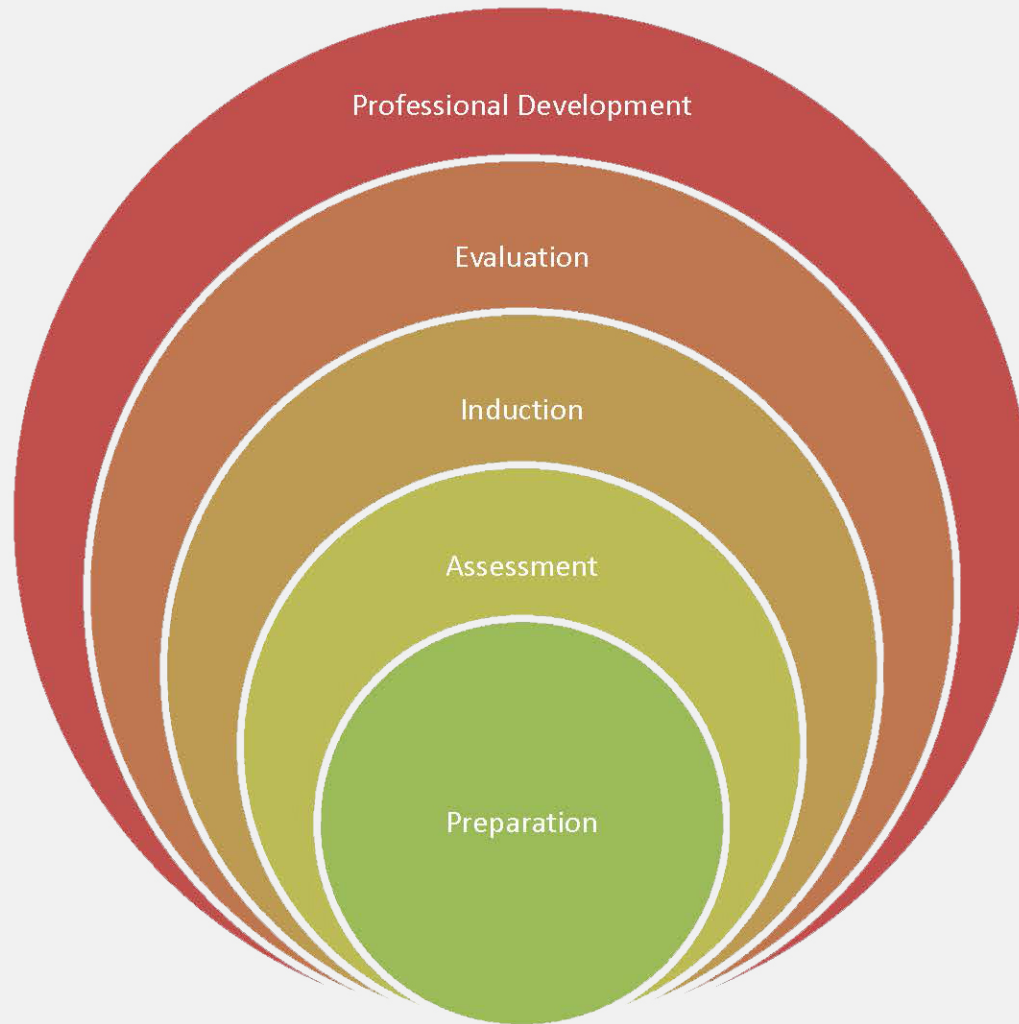 Professional Development
Evaluation
Induction
Assessment
Preparation